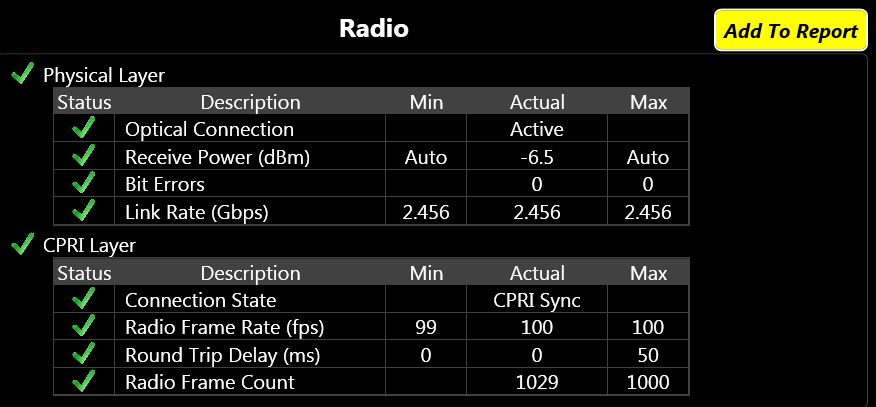 Radio
Add To Report
Physical Layer
Status Description Min Actual Max
Optical Connection Active
Receive Power (dBm) Auto -6.5 Auto
Bit Errors 0 0
Link Rate (Gbps) 2.456 2.456 2.456
CPRI Layer
Status Description Min Actual Max
Connection State CPRI Sync
Radio Frame Rate (fps) 99 100 100
Round Trip Delay (ms) 0 0 50
Radio Frame Count 1029 1000